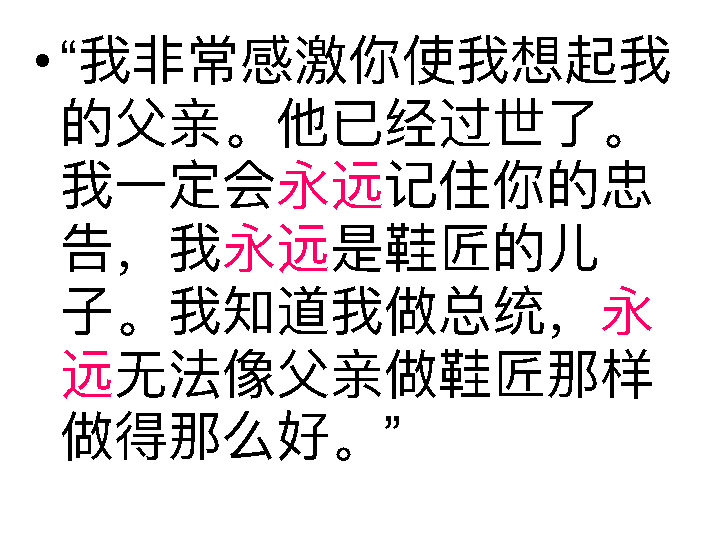 •“我非常感激你使我想起我
的父亲。他已经过世了。
我一定会永远记住你的忠
告，我永远是鞋匠的儿
子。我知道我做总统，永
远无法像父亲做鞋匠那样
做得那么好。”